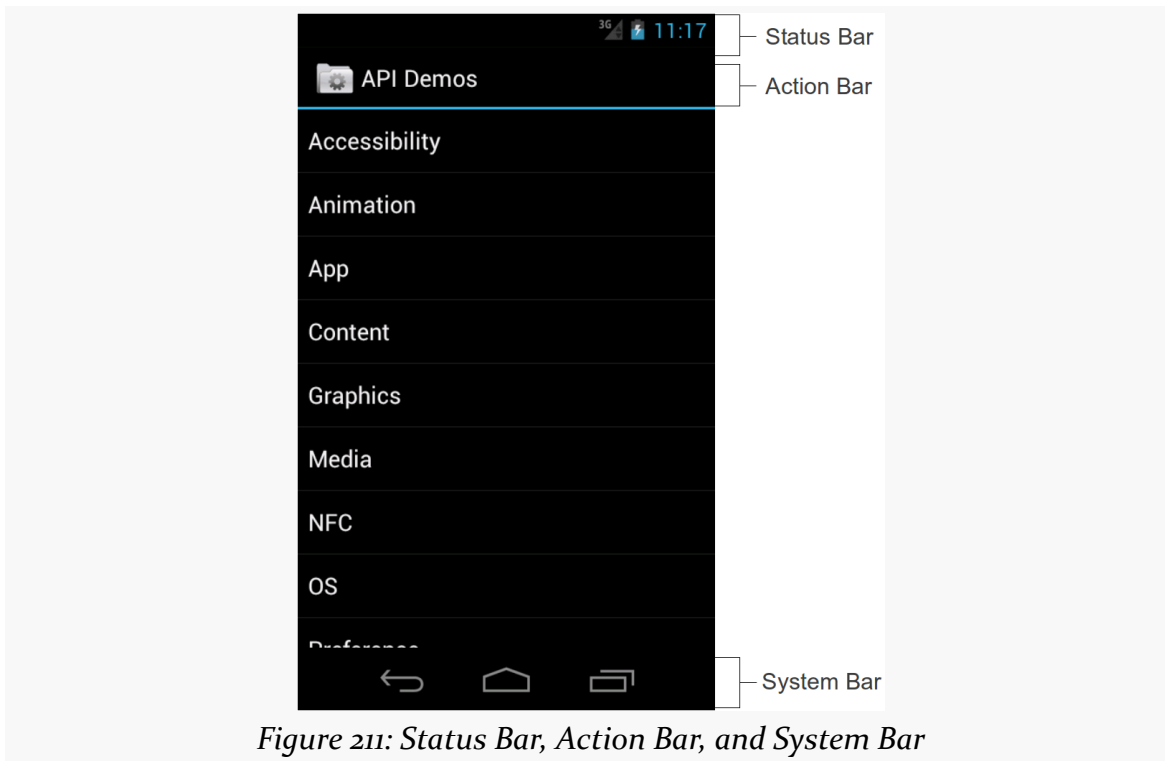 3G 11:17
Status Bar
API Demos
Action Bar
Accessibility
Animation
App
Content
Graphics
Media
NFC
OS
Preference
System Bar
Figure 211: Status Bar, Action Bar, and System Bar